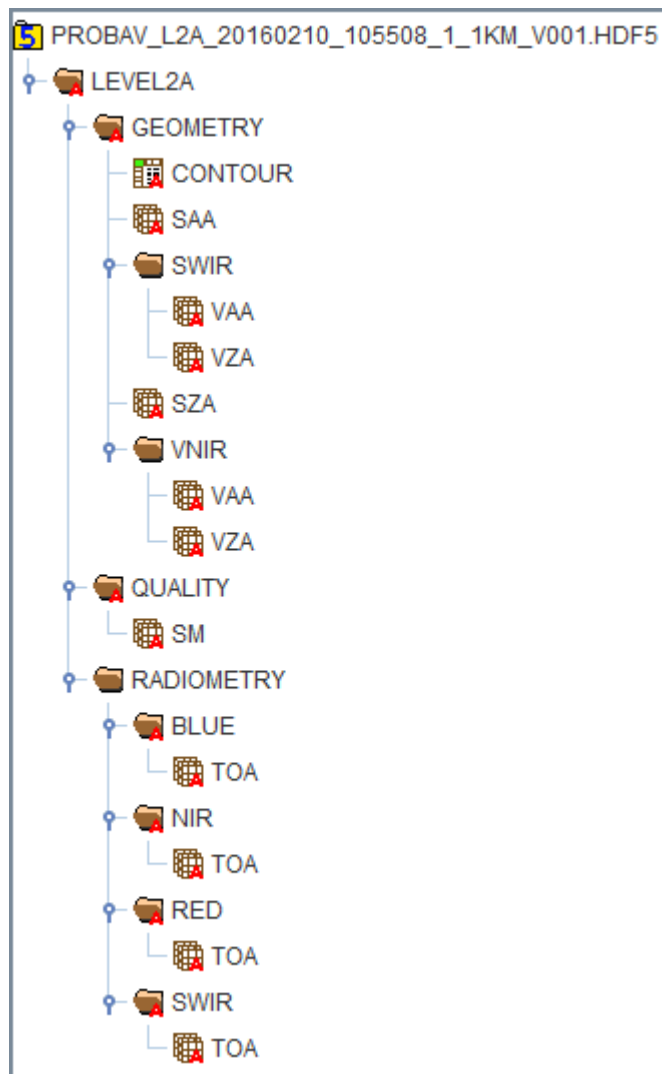 PROBAV_L2A_20160210_105508_1_1KM_V001.HDF5
LEVEL2A
GEOMETRY
CONTOUR
SAA
SWIR
VAA
VZA
SZA
VNIR
VAA
VZA
QUALITY
SM
RADIOMETRY
BLUE
TOA
NIR
TOA
RED
TOA
SWIR
TOA